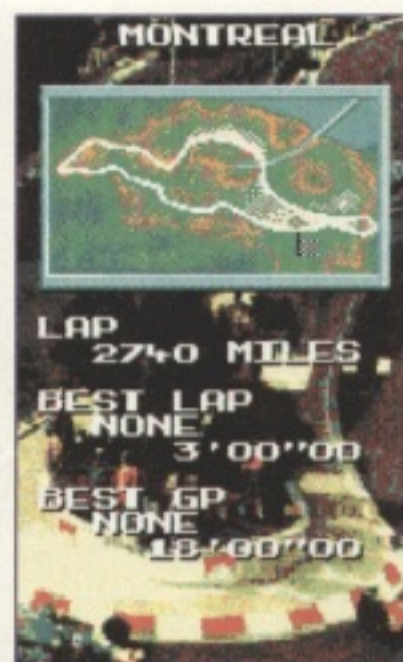 MONTREAL
LAP
2740 MILES
BEST LAP
NONE
3'00"00
BEST GP
NONE
18'00"00